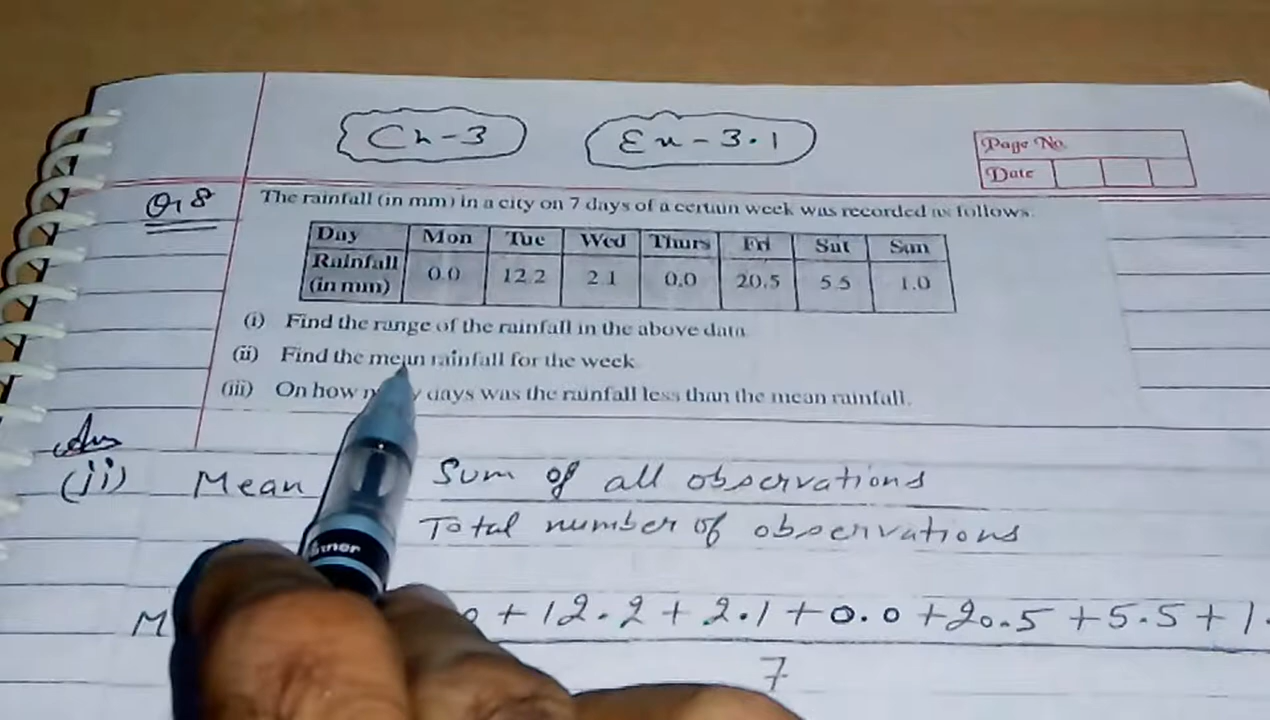 Ch-3 Ex-3.1
Page No.
Date
Q.8 The rainfall (in mm) in a city on 7 days of a certain week was recorded as follows.
Day Mon Tue Wed Thurs Fri Sat Sun
Rainfall (in mm) 0.0 12.2 2.1 0.0 20.5 5.5 1.0
(i) Find the range of the rainfall in the above data
(ii) Find the mean rainfall for the week
(iii) On how days was the rainfall less than the mean rainfall.
Ans
(ii) Mean Sum of all observations
Total number of observations
M + 12.2 + 2.1 + 0.0 + 20.5 + 5.5 + 1.
7